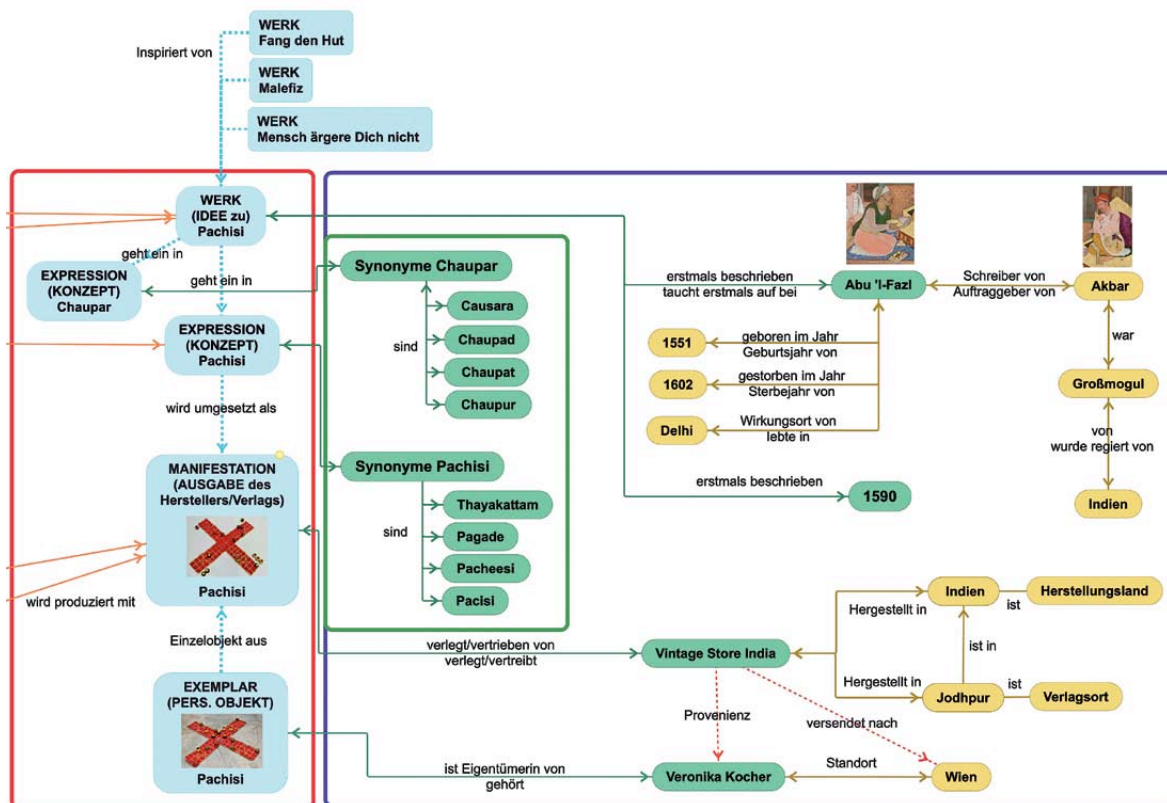 WERK
Fang den Hut
Inspiriert von
WERK
Malefiz
WERK
Mensch ärgere Dich nicht
WERK
(IDEE zu)
Pachisi
geht ein in
EXPRESSION
(KONZEPT)
Chaupar
geht ein in
EXPRESSION
(KONZEPT)
Pachisi
wird umgesetzt als
MANIFESTATION
(AUSGABE des
Herstellers/Verlags)
Pachisi
wird produziert mit
Einzelobjekt aus
EXEMPLAR
(PERS. OBJEKT)
Pachisi
Synonyme Chaupar
Causara
Chaupad
sind
Chaupat
Chaupur
Synonyme Pachisi
Thayakattam
sind
Pagade
Pacheesi
Pacisi
erstmals beschrieben
taucht erstmals auf bei
Abu 'l-Fazl
Schreiber von
Auftraggeber von
Akbar
1551
geboren im Jahr
Geburtsjahr von
war
1602
gestorben im Jahr
Sterbejahr von
Großmogul
Delhi
Wirkungsort von
lebte in
von
wurde regiert von
erstmals beschrieben
1590
Indien
verlegt/vertrieben von
verlegt/vertreibt
Vintage Store India
Hergestellt in
Indien
ist
Herstellungsland
ist in
Hergestellt in
Jodhpur
ist
Verlagsort
Provenienz
versendet nach
ist Eigentümerin von
gehört
Veronika Kocher
Standort
Wien